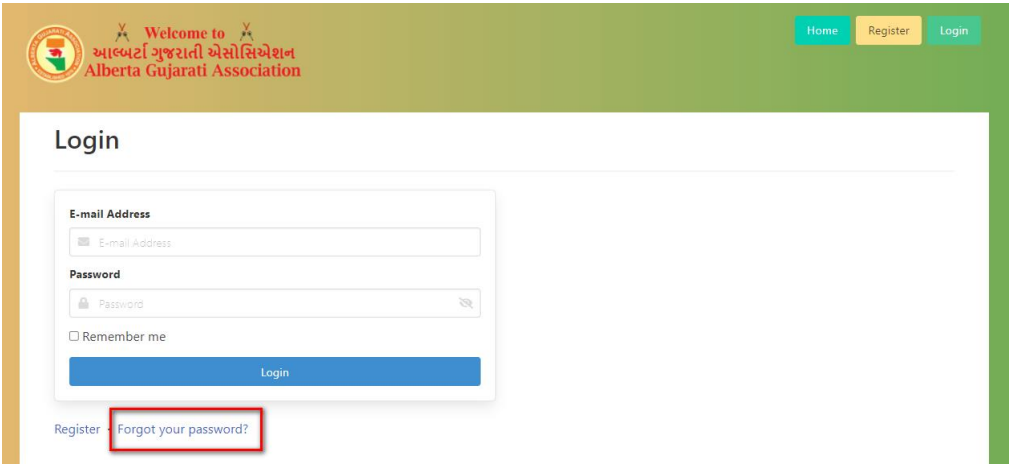 Welcome to
આલ્બર્ટા ગુજરાતી એસોસિએશન
Alberta Gujarati Association
Home Register Login
Login
E-mail Address
E-mail Address
Password
Password
Remember me
Login
Register · Forgot your password?